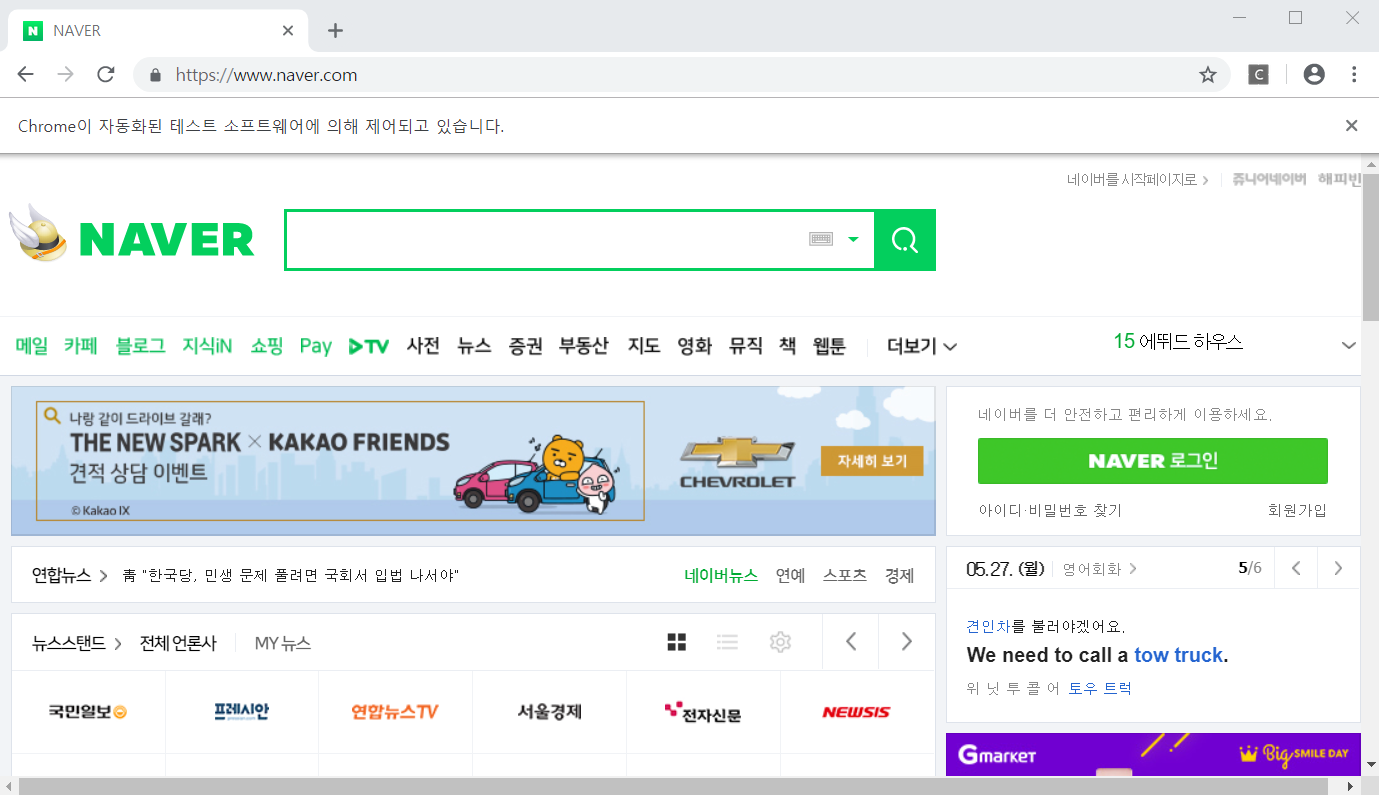 NAVER
https://www.naver.com
C
Chrome이 자동화된 테스트 소프트웨어에 의해 제어되고 있습니다.
네이버를 시작페이지로 쥬니어네이버 해피빈
NAVER
메일 카페 블로그 지식iN 쇼핑 Pay TV 사전 뉴스 증권 부동산 지도 영화 뮤직 책 웹툰 더보기
15 에뛰드 하우스
나랑 같이 드라이브 갈래?
THE NEW SPARK × KAKAO FRIENDS
견적 상담 이벤트
© Kakao IX
CHEVROLET
자세히 보기
네이버를 더 안전하고 편리하게 이용하세요.
NAVER 로그인
아이디·비밀번호 찾기 회원가입
연합뉴스 靑 "한국당, 민생 문제 풀려면 국회서 입법 나서야"
네이버뉴스 연예 스포츠 경제
05.27. (월) 영어회화 5/6
뉴스스탠드 전체 언론사 MY 뉴스
견인차를 불러야겠어요.
We need to call a tow truck.
위 닛 투 콜 어 토우 트럭
국민일보 프레시안 연합뉴스TV 서울경제 전자신문 NEWSIS
Gmarket
Big SMILE DAY